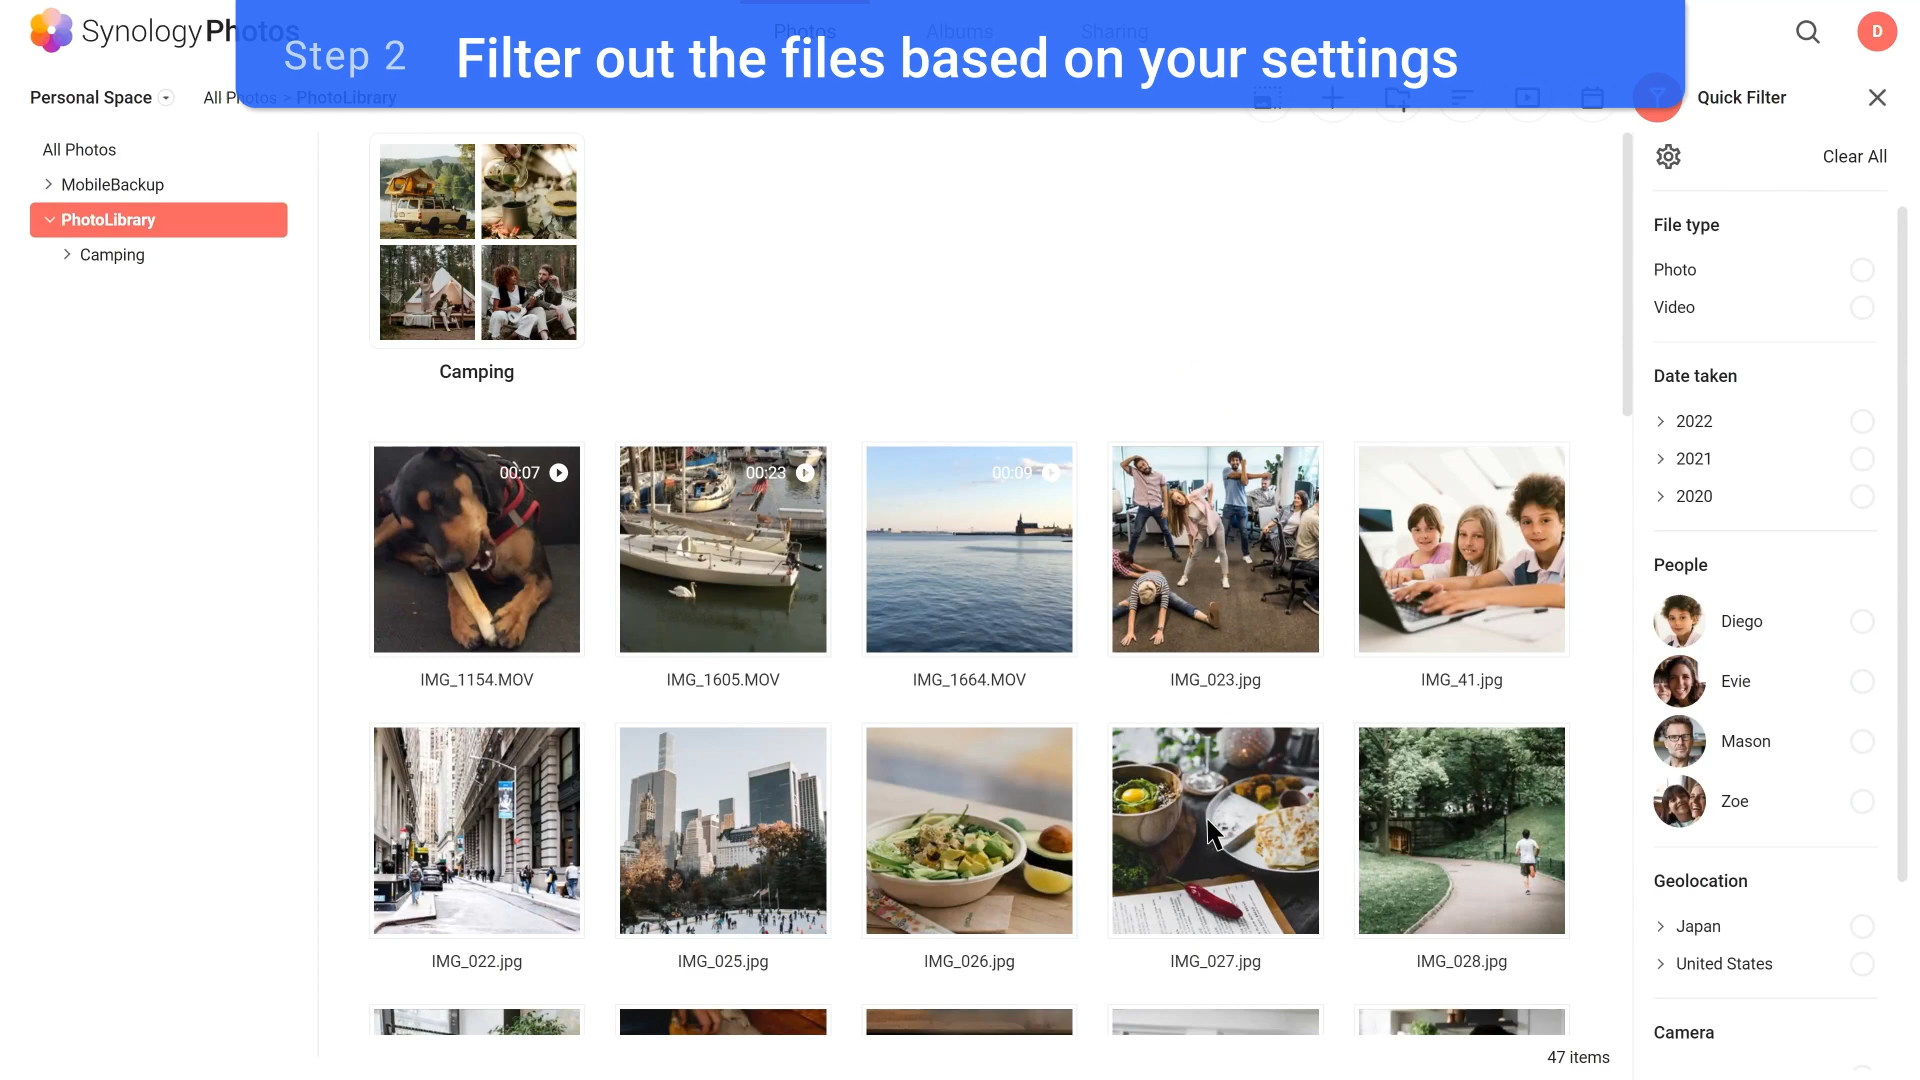 SynologyPhotos
Photos
Albums
Sharing
D
Step 2
Filter out the files based on your settings
Personal Space
All Photos > PhotoLibrary
Quick Filter
All Photos
MobileBackup
PhotoLibrary
Camping
Camping
00:07
00:23
00:09
IMG_1154.MOV
IMG_1605.MOV
IMG_1664.MOV
IMG_023.jpg
IMG_41.jpg
IMG_022.jpg
IMG_025.jpg
IMG_026.jpg
IMG_027.jpg
IMG_028.jpg
47 items
Clear All
File type
Photo
Video
Date taken
2022
2021
2020
People
Diego
Evie
Mason
Zoe
Geolocation
Japan
United States
Camera